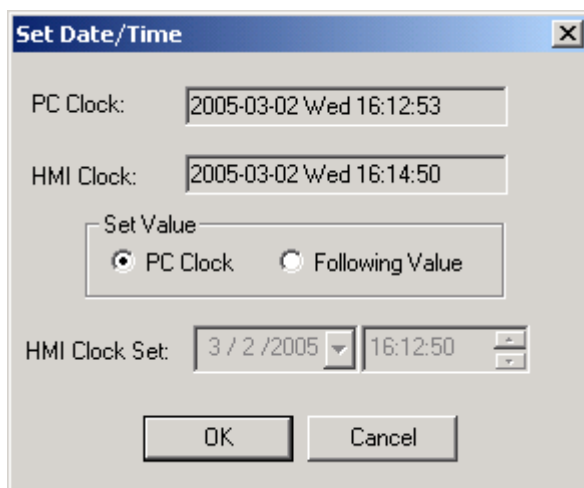 Set Date/Time
PC Clock: 2005-03-02 Wed 16:12:53
HMI Clock: 2005-03-02 Wed 16:14:50
Set Value
PC Clock Following Value
HMI Clock Set: 3 / 2 /2005 16:12:50
OK Cancel